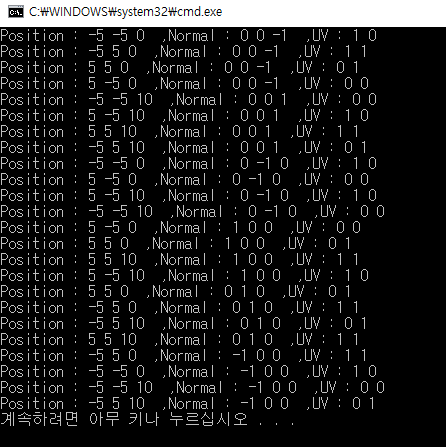 C:₩WINDOWS₩system32₩cmd.exe
Position : -5 -5 0 ,Normal : 0 0 -1 ,UV : 1 0
Position : -5 5 0 ,Normal : 0 0 -1 ,UV : 1 1
Position : 5 5 0 ,Normal : 0 0 -1 ,UV : 0 1
Position : 5 -5 0 ,Normal : 0 0 -1 ,UV : 0 0
Position : -5 -5 10 ,Normal : 0 0 1 ,UV : 0 0
Position : 5 -5 10 ,Normal : 0 0 1 ,UV : 1 0
Position : 5 5 10 ,Normal : 0 0 1 ,UV : 1 1
Position : -5 5 10 ,Normal : 0 0 1 ,UV : 0 1
Position : -5 -5 0 ,Normal : 0 -1 0 ,UV : 1 0
Position : 5 -5 0 ,Normal : 0 -1 0 ,UV : 0 0
Position : 5 -5 10 ,Normal : 0 -1 0 ,UV : 1 0
Position : -5 -5 10 ,Normal : 0 -1 0 ,UV : 0 0
Position : 5 -5 0 ,Normal : 1 0 0 ,UV : 0 0
Position : 5 5 0 ,Normal : 1 0 0 ,UV : 0 1
Position : 5 5 10 ,Normal : 1 0 0 ,UV : 1 1
Position : 5 -5 10 ,Normal : 1 0 0 ,UV : 1 0
Position : 5 5 0 ,Normal : 0 1 0 ,UV : 0 1
Position : -5 5 0 ,Normal : 0 1 0 ,UV : 1 1
Position : -5 5 10 ,Normal : 0 1 0 ,UV : 0 1
Position : 5 5 10 ,Normal : 0 1 0 ,UV : 1 1
Position : -5 5 0 ,Normal : -1 0 0 ,UV : 1 1
Position : -5 -5 0 ,Normal : -1 0 0 ,UV : 1 0
Position : -5 -5 10 ,Normal : -1 0 0 ,UV : 0 0
Position : -5 5 10 ,Normal : -1 0 0 ,UV : 0 1
계속하려면 아무 키나 누르십시오 . . .